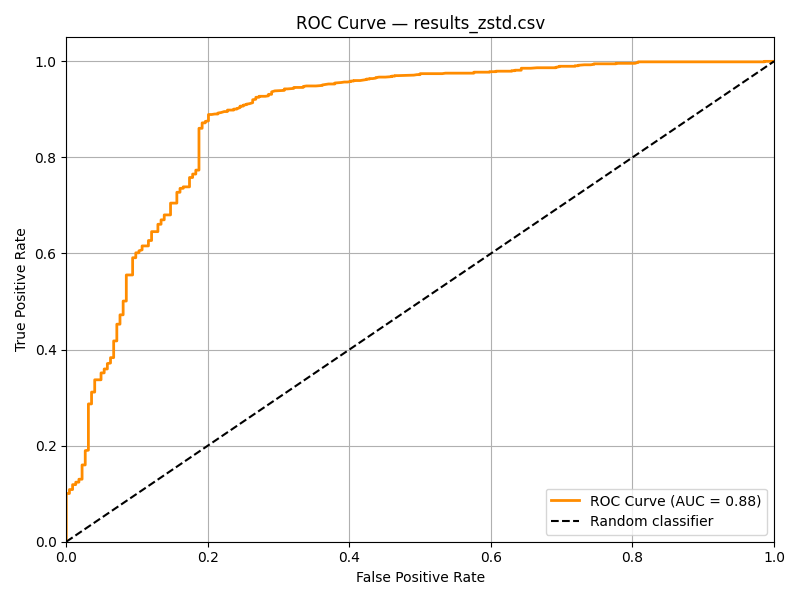 ROC Curve — results_zstd.csv
True Positive Rate
1.0
0.8
0.6
0.4
0.2
0.0
0.0 0.2 0.4 0.6 0.8 1.0
False Positive Rate
ROC Curve (AUC = 0.88)
Random classifier